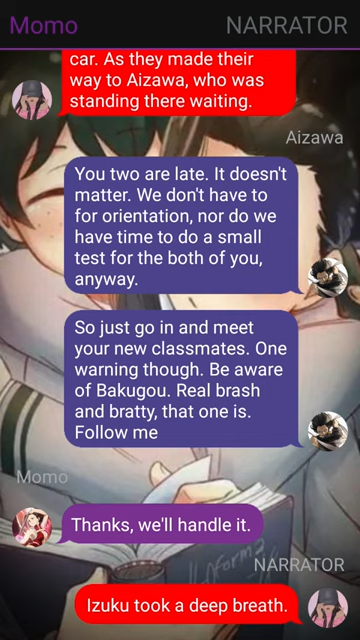 Momo
NARRATOR
car. As they made their
way to Aizawa, who was
standing there waiting.
Aizawa
You two are late. It doesn't
matter. We don't have to
for orientation, nor do we
have time to do a small
test for the both of you,
anyway.
So just go in and meet
your new classmates. One
warning though. Be aware
of Bakugou. Real brash
and bratty, that one is.
Follow me
Momo
Thanks, we'll handle it.
NARRATOR
Izuku took a deep breath.